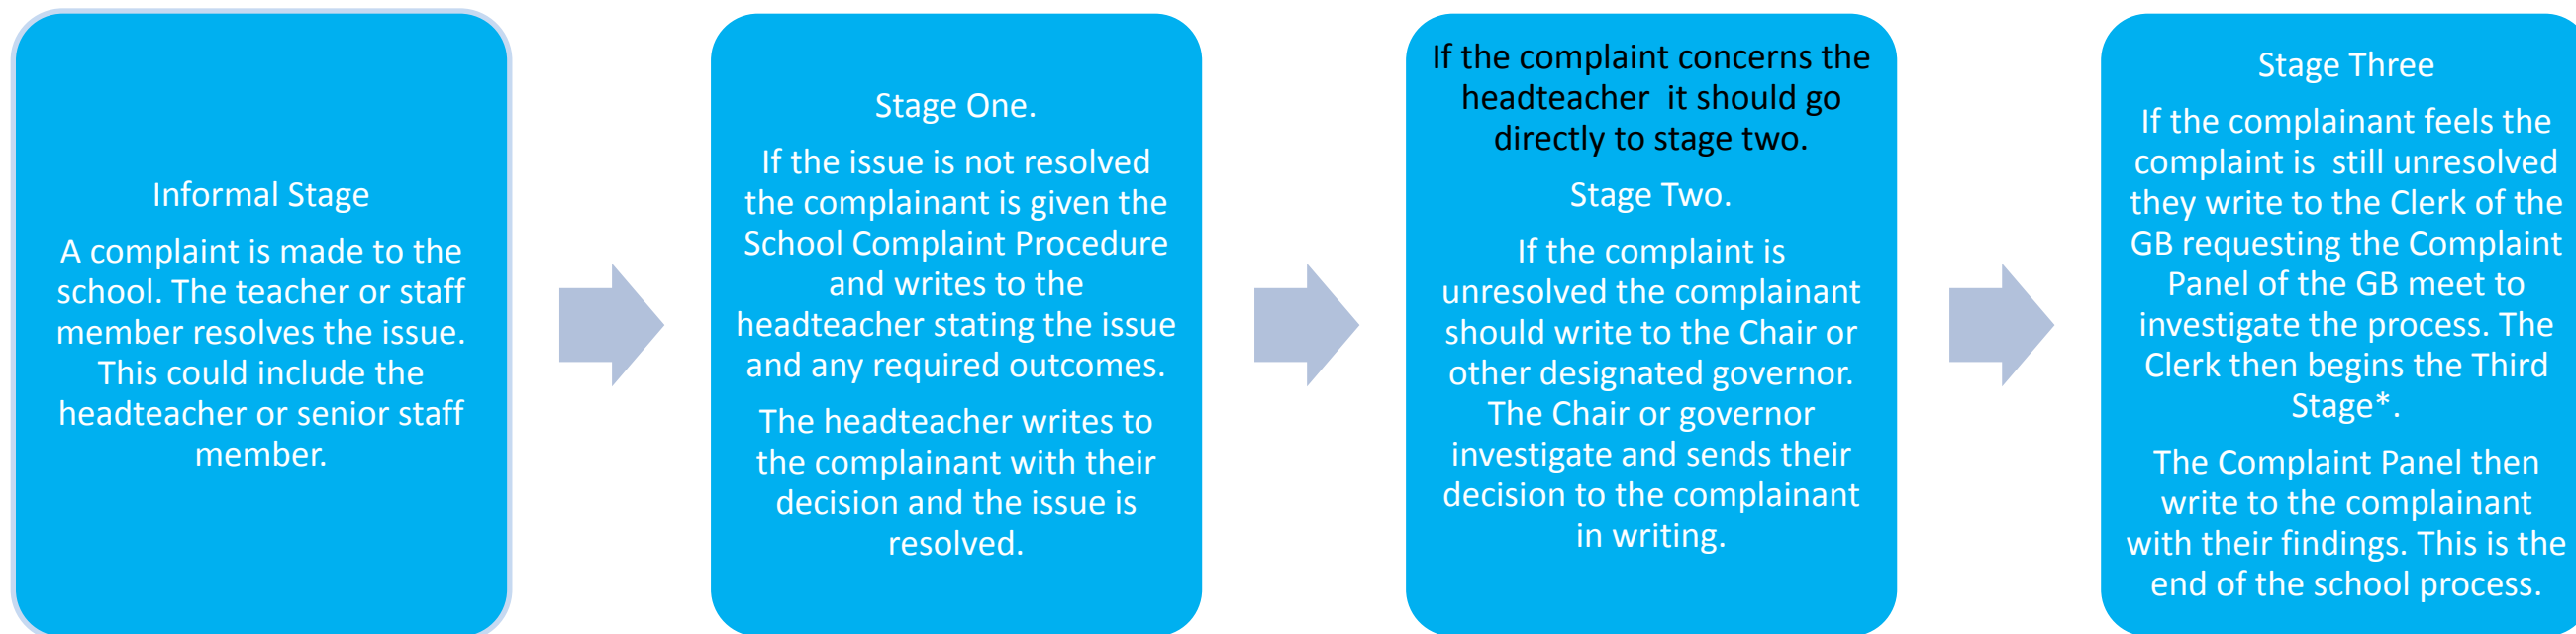 Informal Stage
A complaint is made to the
school. The teacher or staff
member resolves the issue.
This could include the
headteacher or senior staff
member.
Stage One.
If the issue is not resolved
the complainant is given the
School Complaint Procedure
and writes to the
headteacher stating the issue
and any required outcomes.
The headteacher writes to
the complainant with their
decision and the issue is
resolved.
If the complaint concerns the
headteacher it should go
directly to stage two.
Stage Two.
If the complaint is
unresolved the complainant
should write to the Chair or
other designated governor.
The Chair or governor
investigate and sends their
decision to the complainant
in writing.
Stage Three
If the complainant feels the
complaint is still unresolved
they write to the Clerk of the
GB requesting the Complaint
Panel of the GB meet to
investigate the process. The
Clerk then begins the Third
Stage*.
The Complaint Panel then
write to the complainant
with their findings. This is the
end of the school process.